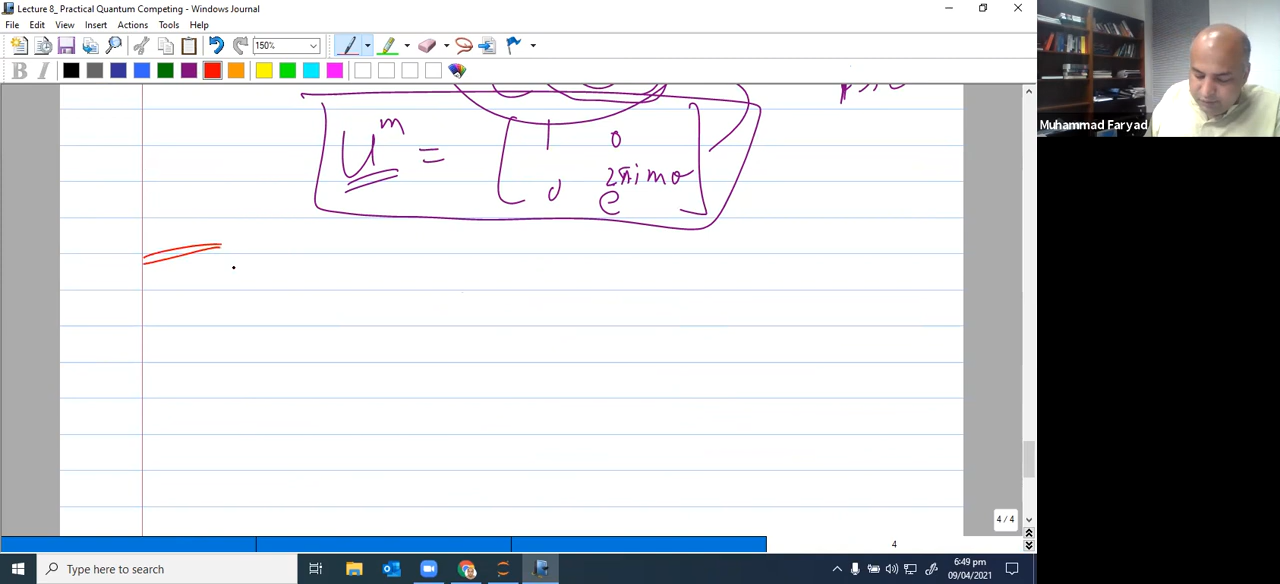 Lecture 8_ Practical Quantum Competing - Windows Journal
File Edit View Insert Actions Tools Help
150%
B I
Muhammad Faryad
U^m = [ 1 0
0 e^{2πimθ} ]
4 / 4
4
Type here to search
6:49 pm
09/04/2021